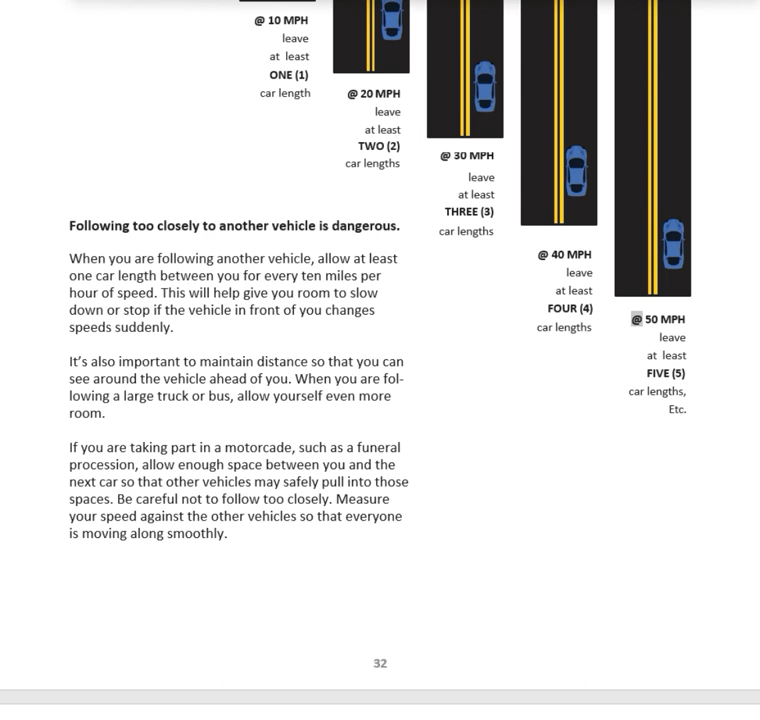 @ 10 MPH
leave
at least
ONE (1)
car length
@ 20 MPH
leave
at least
TWO (2)
car lengths
@ 30 MPH
leave
at least
THREE (3)
car lengths
@ 40 MPH
leave
at least
FOUR (4)
car lengths
@ 50 MPH
leave
at least
FIVE (5)
car lengths,
Etc.
Following too closely to another vehicle is dangerous.
When you are following another vehicle, allow at least
one car length between you for every ten miles per
hour of speed. This will help give you room to slow
down or stop if the vehicle in front of you changes
speeds suddenly.
It’s also important to maintain distance so that you can
see around the vehicle ahead of you. When you are fol-
lowing a large truck or bus, allow yourself even more
room.
If you are taking part in a motorcade, such as a funeral
procession, allow enough space between you and the
next car so that other vehicles may safely pull into those
spaces. Be careful not to follow too closely. Measure
your speed against the other vehicles so that everyone
is moving along smoothly.
32